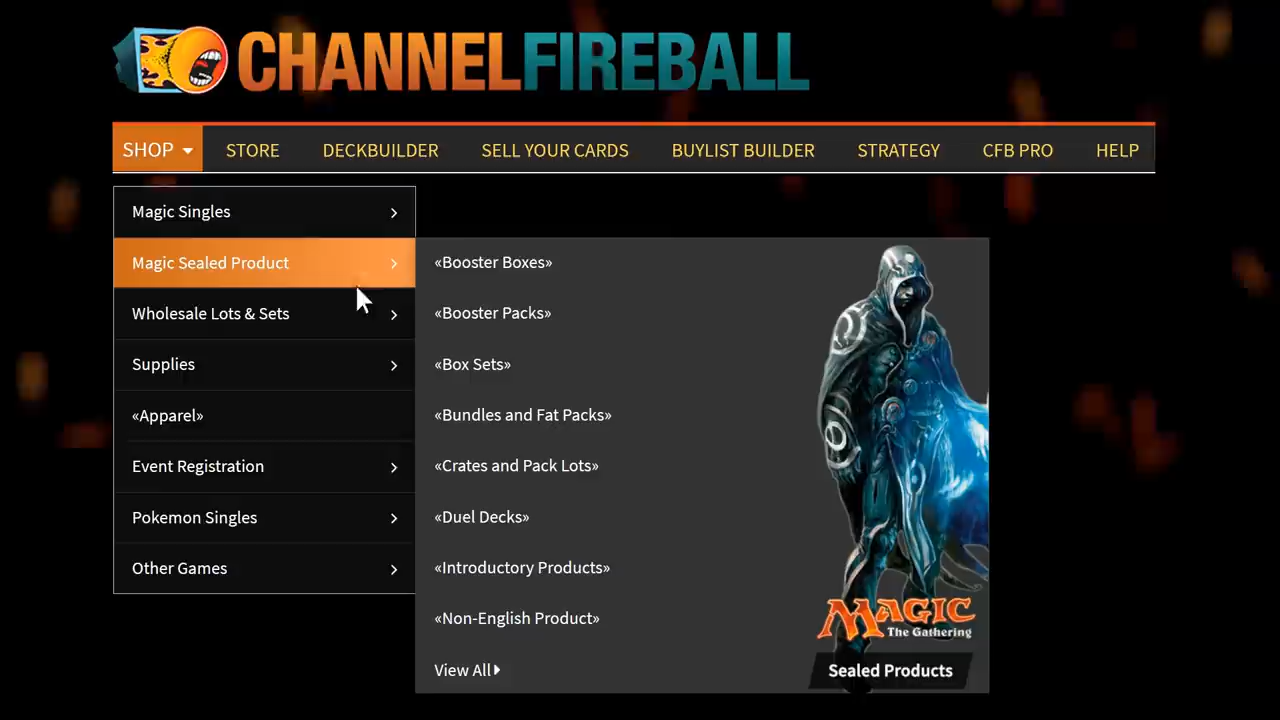 CHANNELFIREBALL
SHOP STORE DECKBUILDER SELL YOUR CARDS BUYLIST BUILDER STRATEGY CFB PRO HELP
Magic Singles
Magic Sealed Product
Wholesale Lots & Sets
Supplies
«Apparel»
Event Registration
Pokemon Singles
Other Games
«Booster Boxes»
«Booster Packs»
«Box Sets»
«Bundles and Fat Packs»
«Crates and Pack Lots»
«Duel Decks»
«Introductory Products»
«Non-English Product»
View All
MAGIC
The Gathering
Sealed Products